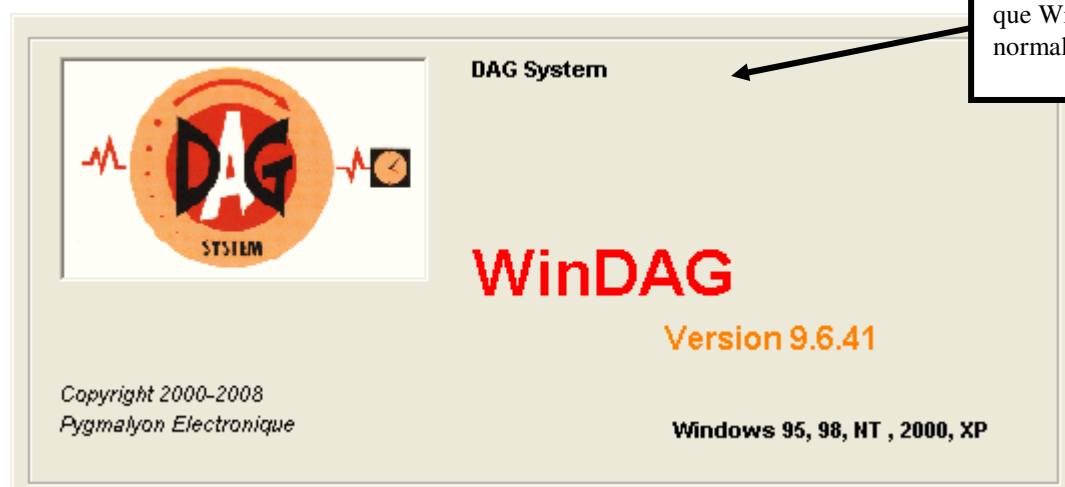 que Wi
normal
DAG System
DAG
SYSTEM
WinDAG
Version 9.6.41
Copyright 2000-2008
Pygmalyon Electronique
Windows 95, 98, NT , 2000, XP